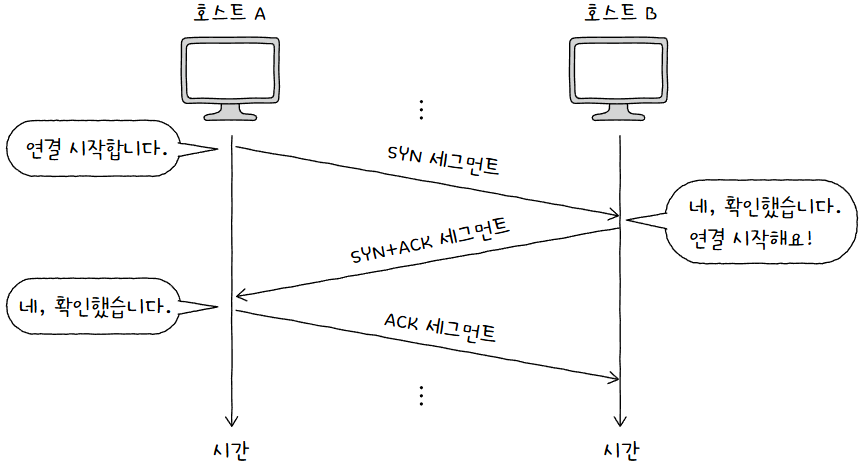 호스트 A
호스트 B
연결 시작합니다.
SYN 세그먼트
네, 확인했습니다.
연결 시작해요!
SYN+ACK 세그먼트
네, 확인했습니다.
ACK 세그먼트
시간
시간